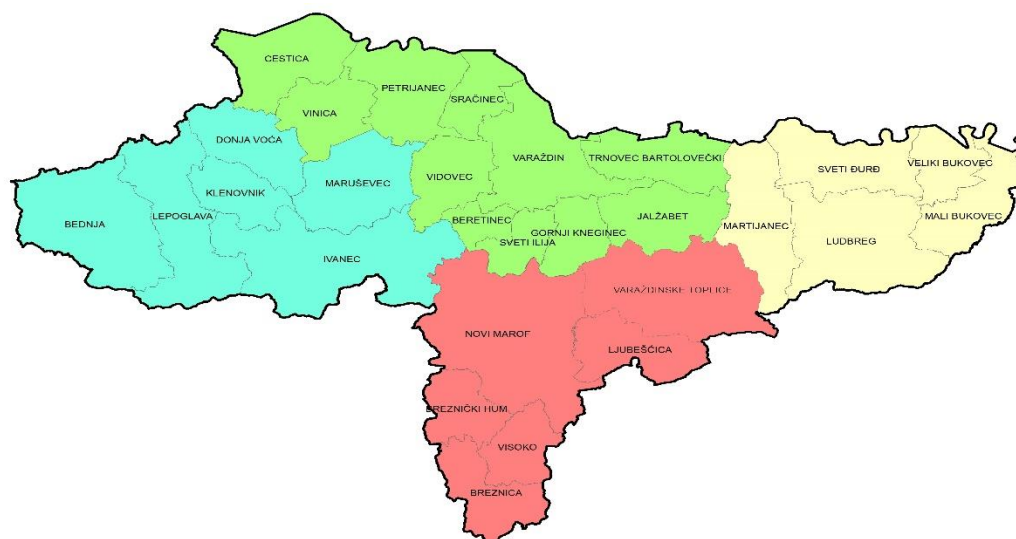 CESTICA
PETRIJANEC
SRAČINEC
VINICA
DONJA VOĆA
VARAŽDIN
TRNOVEC BARTOLOVEČKI
SVETI ĐURĐ
VELIKI BUKOVEC
KLENOVNIK
MARUŠEVEC
VIDOVEC
BEDNJA
LEPOGLAVA
BERETINEC
JALŽABET
MARTIJANEC
MALI BUKOVEC
GORNJI KNEGINEC
SVETI ILIJA
LUDBREG
IVANEC
VARAŽDINSKE TOPLICE
NOVI MAROF
LJUBEŠĆICA
BREZNIČKI HUM
VISOKO
BREZNICA